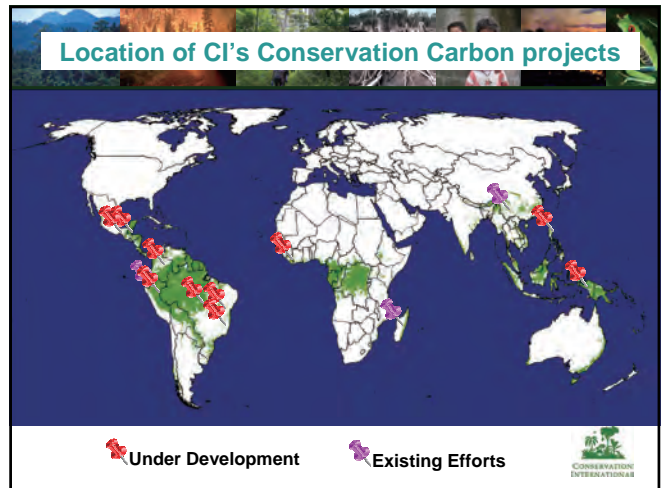 Location of CI's Conservation Carbon projects
Under Development
Existing Efforts
CONSERVATION
INTERNATIONAL